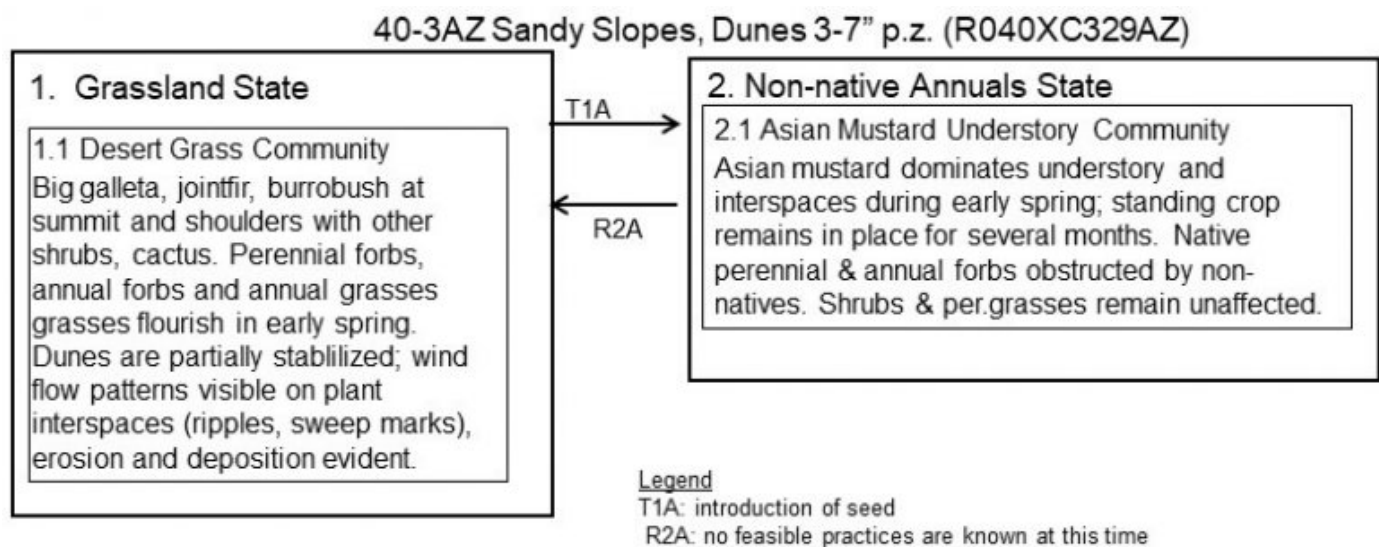 40-3AZ Sandy Slopes, Dunes 3-7” p.z. (R040XC329AZ)
1. Grassland State
1.1 Desert Grass Community
Big galleta, jointfir, burrobush at
summit and shoulders with other
shrubs, cactus. Perennial forbs,
annual forbs and annual grasses
grasses flourish in early spring.
Dunes are partially stablilized; wind
flow patterns visible on plant
interspaces (ripples, sweep marks),
erosion and deposition evident.
T1A
R2A
2. Non-native Annuals State
2.1 Asian Mustard Understory Community
Asian mustard dominates understory and
interspaces during early spring; standing crop
remains in place for several months. Native
perennial & annual forbs obstructed by non-
natives. Shrubs & per.grasses remain unaffected.
Legend
T1A: introduction of seed
R2A: no feasible practices are known at this time